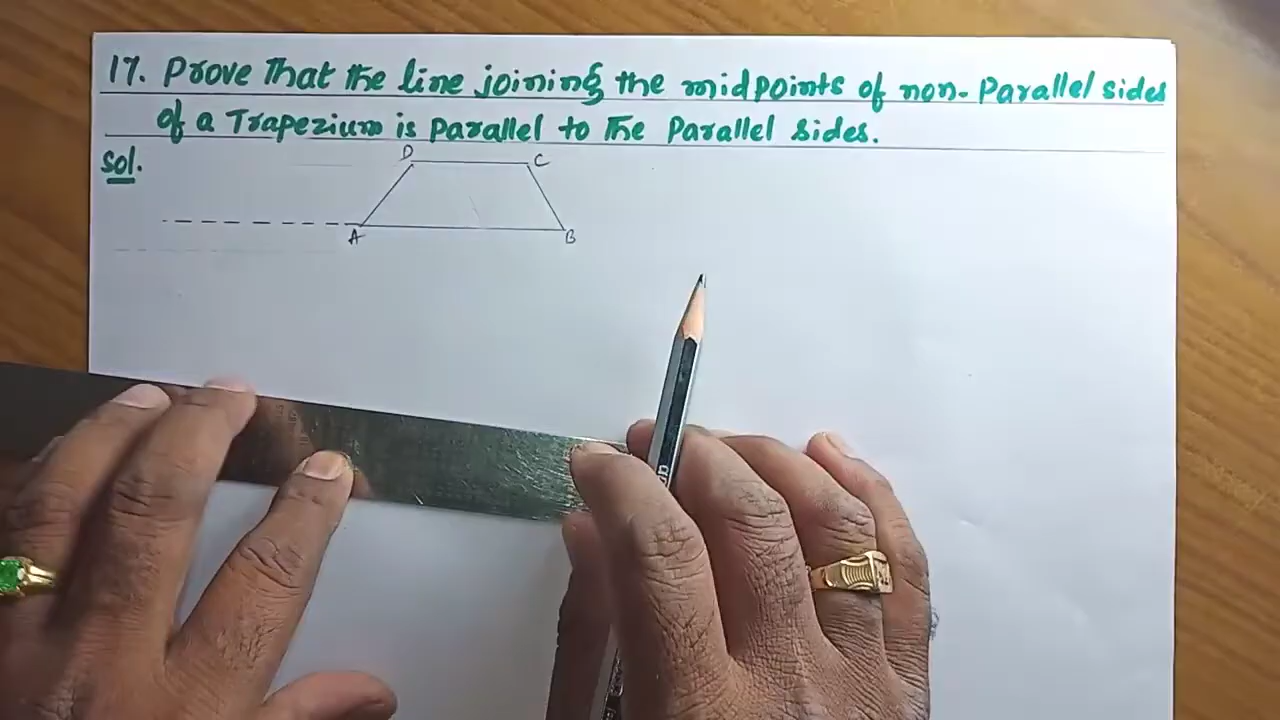 17. Prove That the line joining the midpoints of non-Parallel sides
of a Trapezium is parallel to the Parallel sides.
Sol.
D C
A B